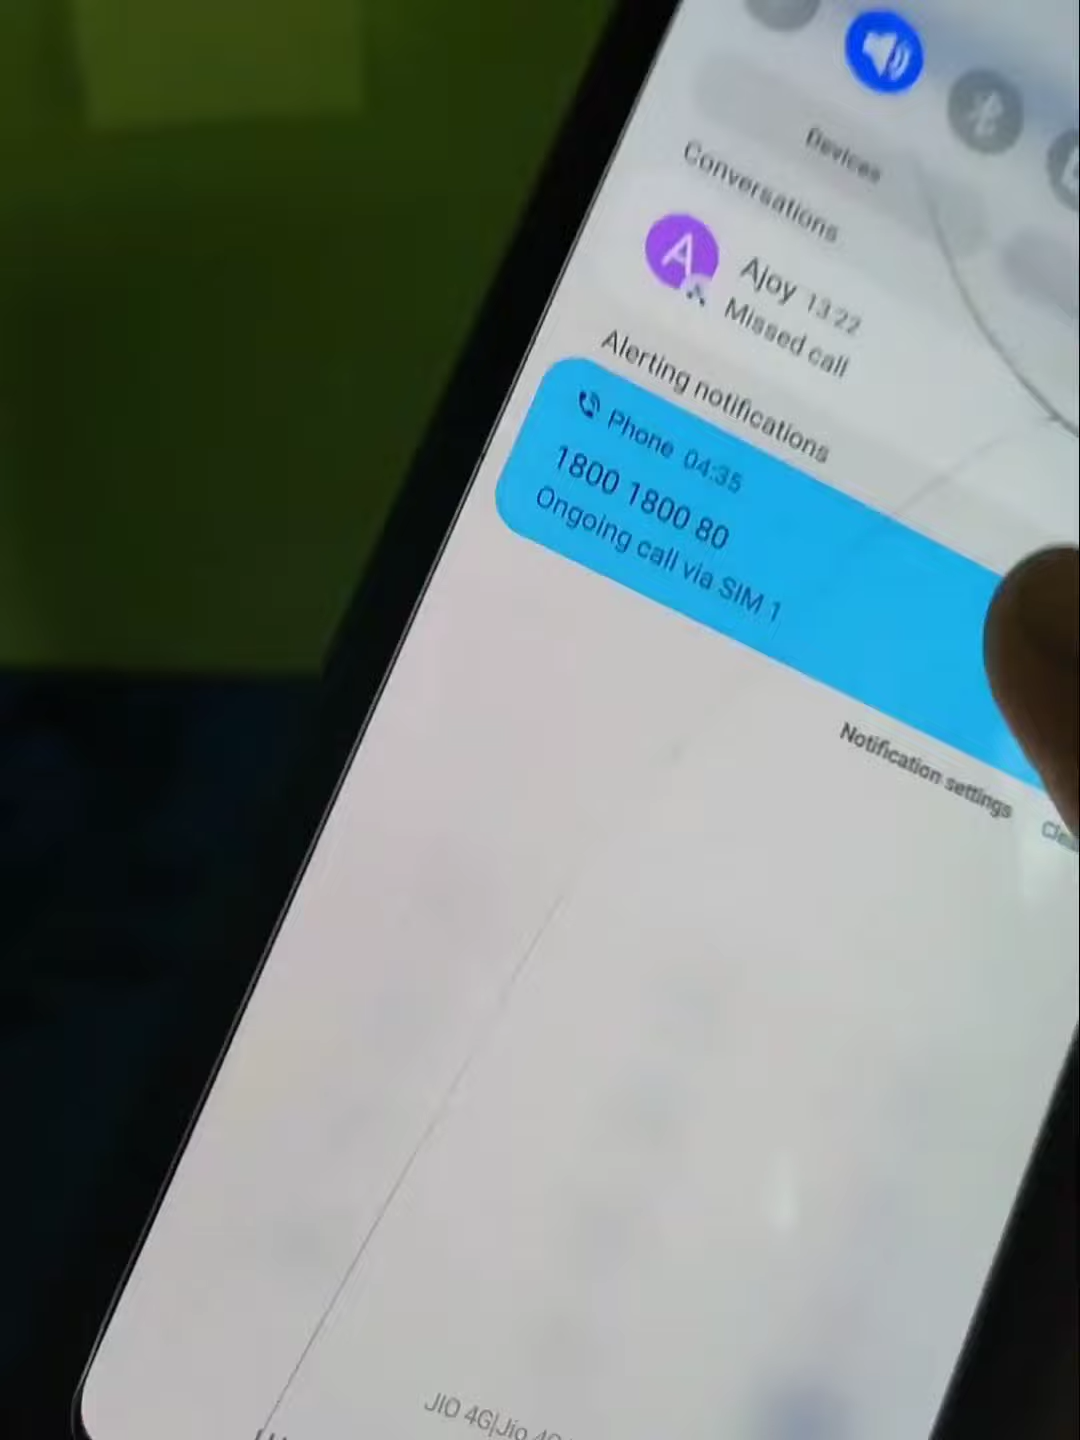 Devices
Conversations
A
Ajoy 13:22
Missed call
Alerting notifications
Phone 04:35
1800 1800 80
Ongoing call via SIM 1
Notification settings
JIO 4G|Jio